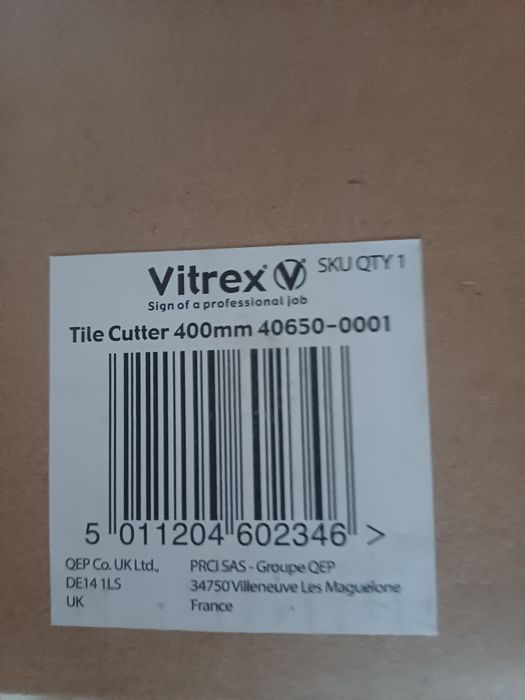 Vitrex® V® SKU QTY 1
Sign of a professional job
Tile Cutter 400mm 40650-0001
5 011204 602346 >
QEP Co. UK Ltd., PRCI SAS - Groupe QEP
DE14 1LS 34750 Villeneuve Les Maguelone
UK France